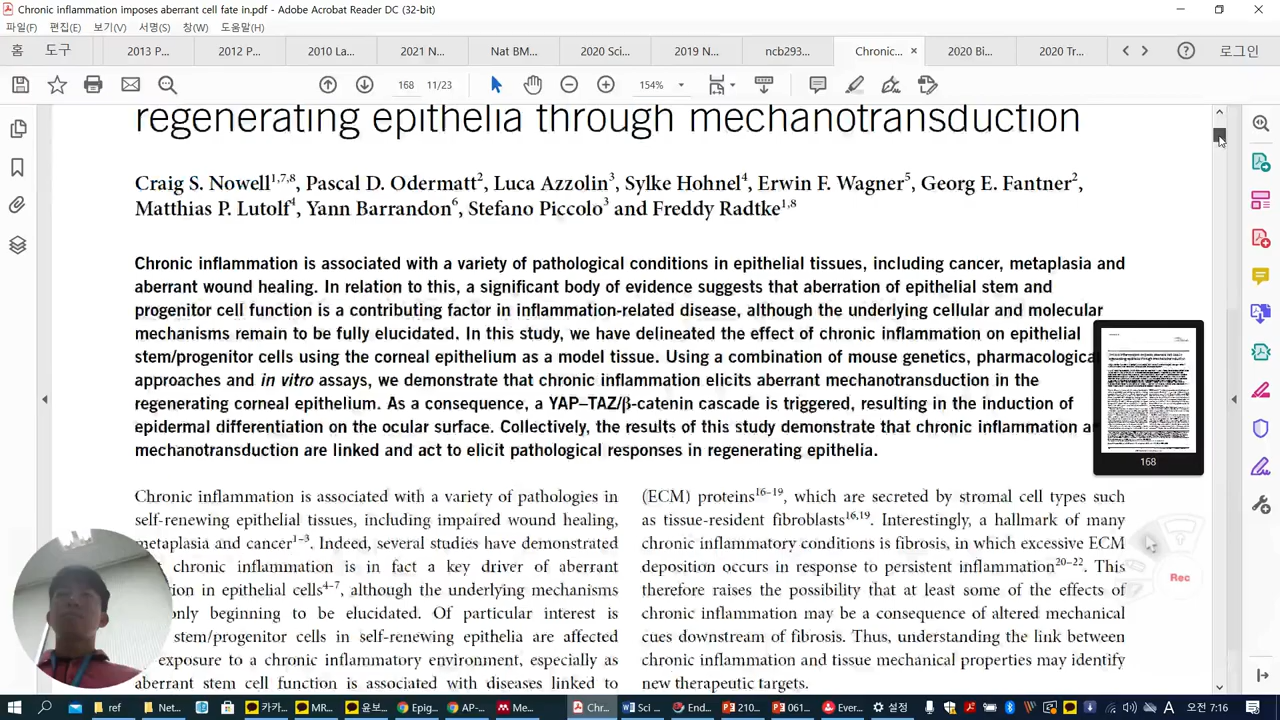 Chronic inflammation imposes aberrant cell fate in.pdf - Adobe Acrobat Reader DC (32-bit)
파일(F) 편집(E) 보기(V) 서명(S) 창(W) 도움말(H)
홈 도구 2013 P... 2012 P... 2010 La... 2021 N... Nat BM... 2020 Sci... 2019 N... ncb293... Chronic... × 2020 Bi... 2020 Tr... 로그인
168 11/23 154%
regenerating epithelia through mechanotransduction
Craig S. Nowell1,7,8, Pascal D. Odermatt2, Luca Azzolin3, Sylke Hohnel4, Erwin F. Wagner5, Georg E. Fantner2,
Matthias P. Lutolf4, Yann Barrandon6, Stefano Piccolo3 and Freddy Radtke1,8
Chronic inflammation is associated with a variety of pathological conditions in epithelial tissues, including cancer, metaplasia and
aberrant wound healing. In relation to this, a significant body of evidence suggests that aberration of epithelial stem and
progenitor cell function is a contributing factor in inflammation-related disease, although the underlying cellular and molecular
mechanisms remain to be fully elucidated. In this study, we have delineated the effect of chronic inflammation on epithelial
stem/progenitor cells using the corneal epithelium as a model tissue. Using a combination of mouse genetics, pharmacological
approaches and in vitro assays, we demonstrate that chronic inflammation elicits aberrant mechanotransduction in the
regenerating corneal epithelium. As a consequence, a YAP–TAZ/β-catenin cascade is triggered, resulting in the induction of
epidermal differentiation on the ocular surface. Collectively, the results of this study demonstrate that chronic inflammation
mechanotransduction are linked and act to elicit pathological responses in regenerating epithelia.
168
Chronic inflammation is associated with a variety of pathologies in
self-renewing epithelial tissues, including impaired wound healing,
metaplasia and cancer1–3. Indeed, several studies have demonstrated
chronic inflammation is in fact a key driver of aberrant
in epithelial cells4–7, although the underlying mechanisms
only beginning to be elucidated. Of particular interest is
stem/progenitor cells in self-renewing epithelia are affected
exposure to a chronic inflammatory environment, especially as
aberrant stem cell function is associated with diseases linked to
(ECM) proteins16–19, which are secreted by stromal cell types such
as tissue-resident fibroblasts16,19. Interestingly, a hallmark of many
chronic inflammatory conditions is fibrosis, in which excessive ECM
deposition occurs in response to persistent inflammation20–22. This
therefore raises the possibility that at least some of the effects of
chronic inflammation may be a consequence of altered mechanical
cues downstream of fibrosis. Thus, understanding the link between
chronic inflammation and tissue mechanical properties may identify
new therapeutic targets.
Rec
ref Net... 카카... MR... 윤보... Epig... AP-... Me... Chr... Sci ... End... 210... 061... Ever... 설정 오전 7:16